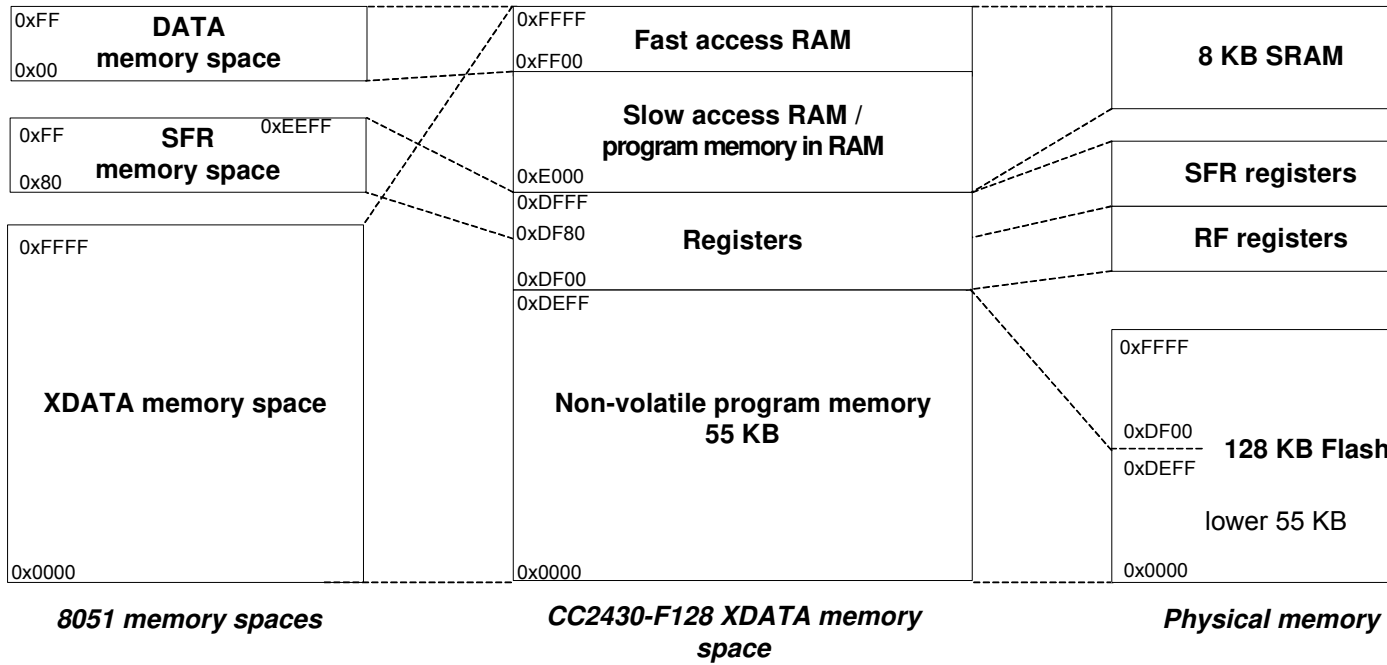 0xFF
DATA
memory space
0x00
0xFF
SFR
0xEEFF
memory space
0x80
0xFFFF
XDATA memory space
0x0000
8051 memory spaces
0xFFFF
Fast access RAM
0xFF00
Slow access RAM /
program memory in RAM
0xE000
0xDFFF
0xDF80
Registers
0xDF00
0xDEFF
Non-volatile program memory
55 KB
0x0000
CC2430-F128 XDATA memory
space
8 KB SRAM
SFR registers
RF registers
0xFFFF
0xDF00
128 KB Flash
0xDEFF
lower 55 KB
0x0000
Physical memory